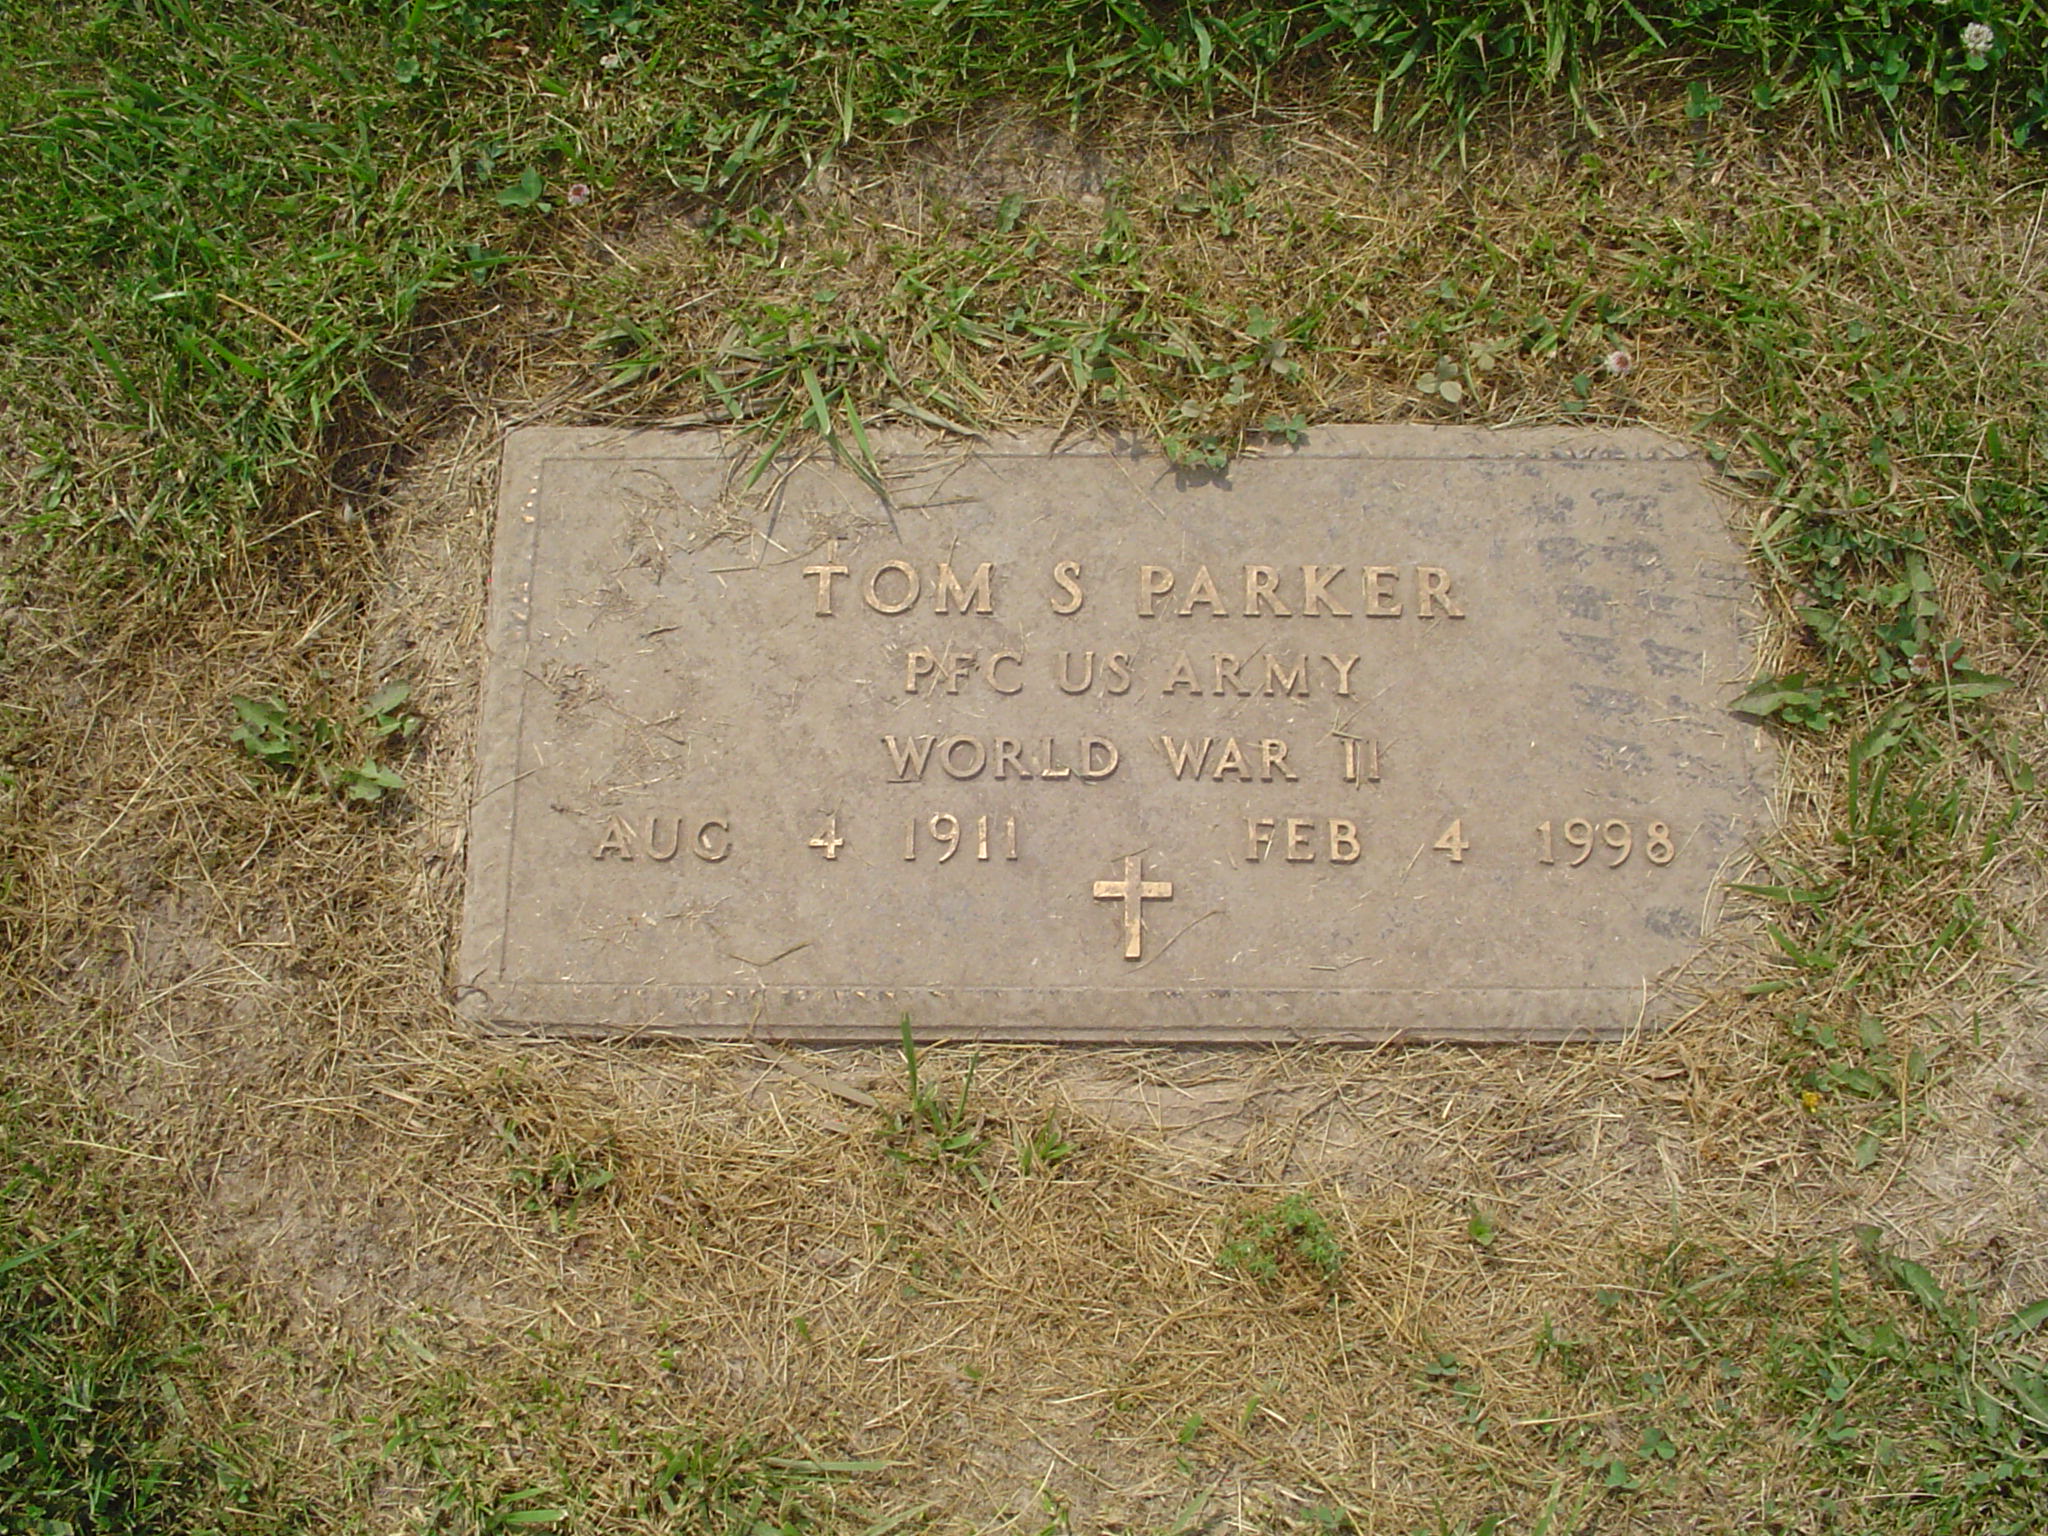 TOM S PARKER
PFC US ARMY
WORLD WAR II
AUG 4 1911 FEB 4 1998